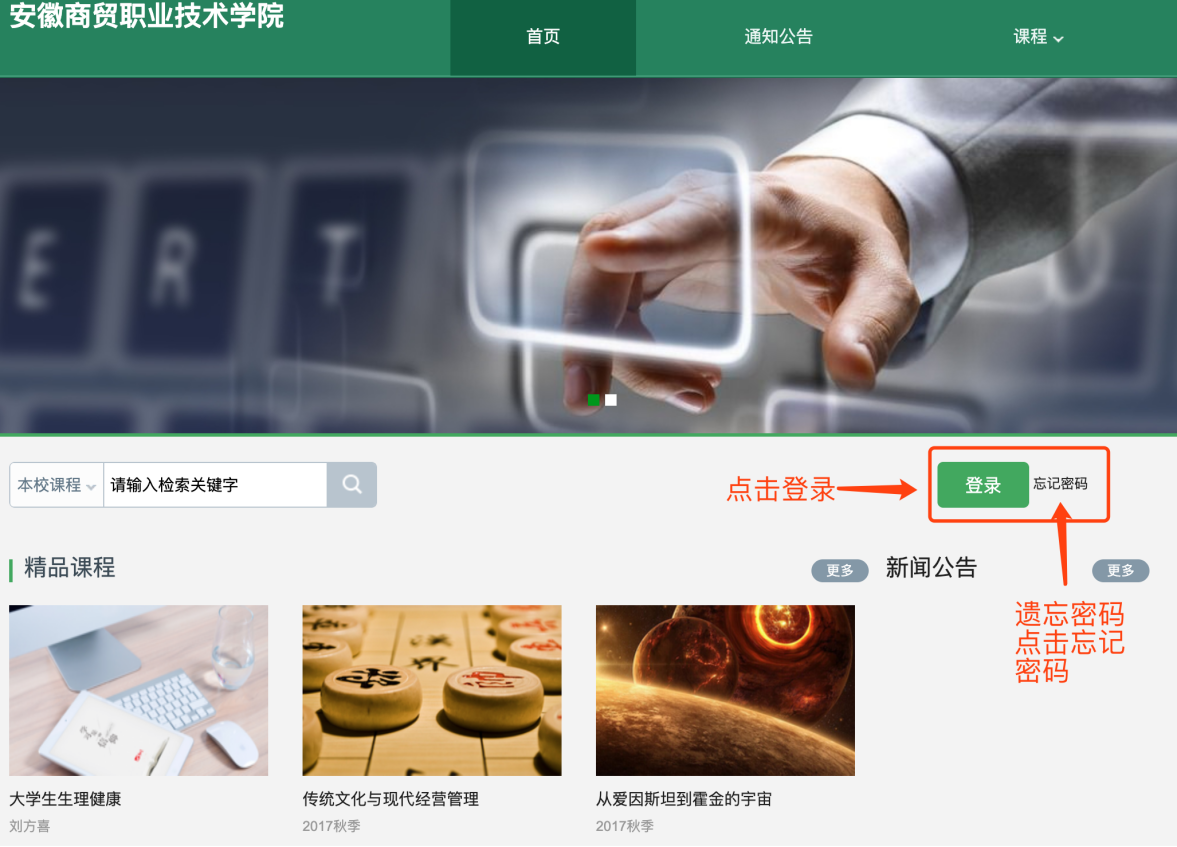 安徽商贸职业技术学院
首页
通知公告
课程
E R T
本校课程
请输入检索关键字
点击登录
登录
忘记密码
精品课程
更多
新闻公告
更多
遗忘密码
点击忘记
密码
大学生生理健康
刘方喜
传统文化与现代经营管理
2017秋季
从爱因斯坦到霍金的宇宙
2017秋季